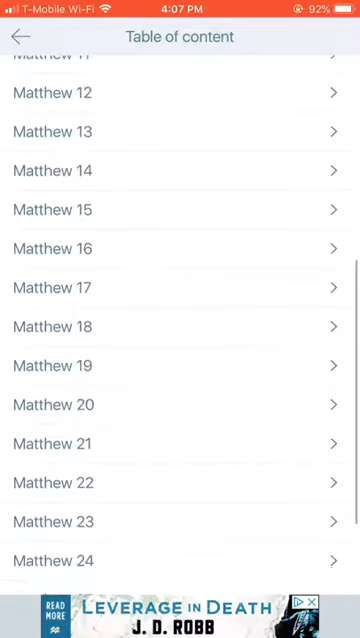 T-Mobile Wi-Fi 4:07 PM 92%
Table of content
Matthew 11
Matthew 12
Matthew 13
Matthew 14
Matthew 15
Matthew 16
Matthew 17
Matthew 18
Matthew 19
Matthew 20
Matthew 21
Matthew 22
Matthew 23
Matthew 24
READ
MORE
LEVERAGE IN DEATH
J. D. ROBB